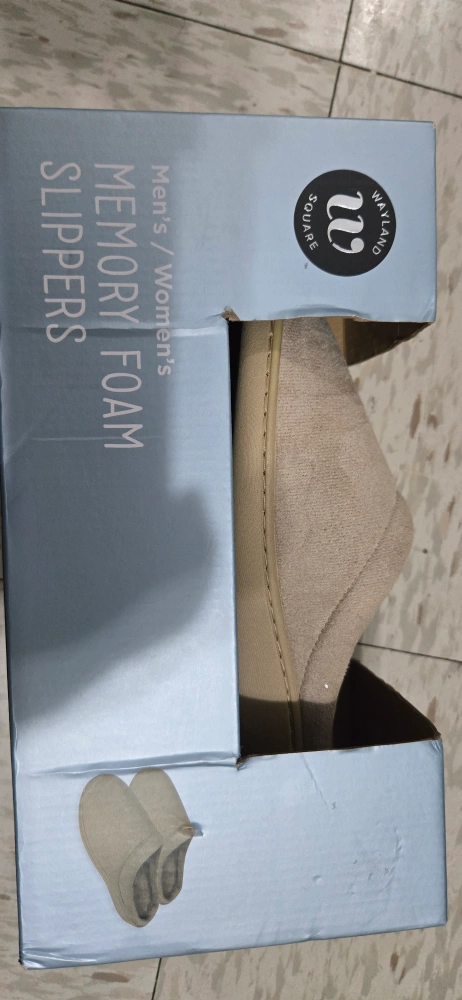 WAYLAND
W
SQUARE
Men's / Women's
MEMORY FOAM
SLIPPERS